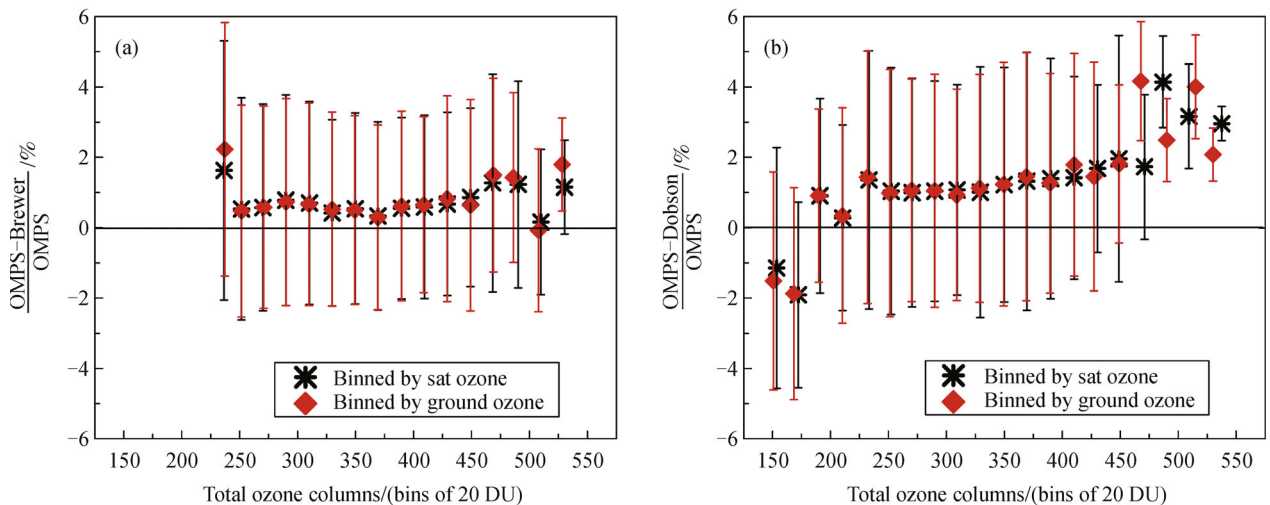 (a)
6
4
2
0
−2
−4
−6
OMPS−Brewer
OMPS
/%
Binned by sat ozone
Binned by ground ozone
150 200 250 300 350 400 450 500 550
Total ozone columns/(bins of 20 DU)
(b)
6
4
2
0
−2
−4
−6
OMPS−Dobson
OMPS
/%
Binned by sat ozone
Binned by ground ozone
150 200 250 300 350 400 450 500 550
Total ozone columns/(bins of 20 DU)